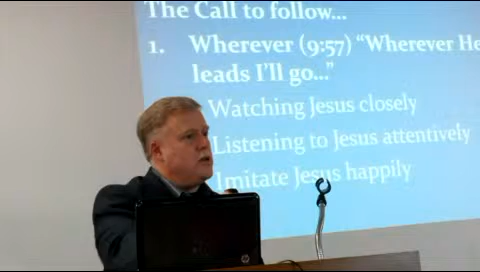 The Call to follow...
1. Wherever (9:57) "Wherever He
leads I'll go..."
Watching Jesus closely
Listening to Jesus attentively
Imitate Jesus happily
hp